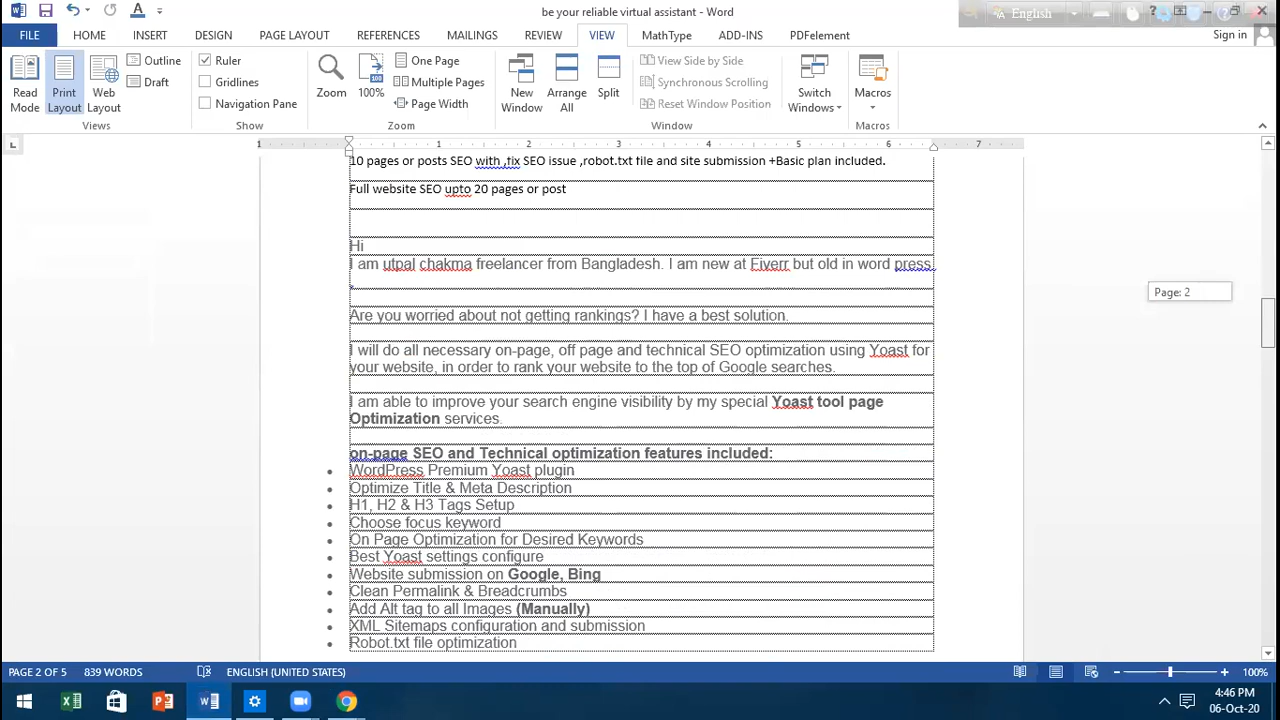 be your reliable virtual assistant - Word
English
FILE HOME INSERT DESIGN PAGE LAYOUT REFERENCES MAILINGS REVIEW VIEW MathType ADD-INS PDFelement Sign in
Read Mode
Print Layout
Web Layout
Outline
Draft
Views
Ruler
Gridlines
Navigation Pane
Show
Zoom
100%
One Page
Multiple Pages
Page Width
Zoom
New Window
Arrange All
Split
View Side by Side
Synchronous Scrolling
Reset Window Position
Window
Switch Windows
Macros
Macros
1 1 2 3 4 5 6 7
10 pages or posts SEO with ,fix SEO issue ,robot.txt file and site submission +Basic plan included.
Full website SEO upto 20 pages or post
Hi
I am utpal chakma freelancer from Bangladesh. I am new at Fiverr but old in word press
.
Page: 2
Are you worried about not getting rankings? I have a best solution.
I will do all necessary on-page, off page and technical SEO optimization using Yoast for
your website, in order to rank your website to the top of Google searches.
I am able to improve your search engine visibility by my special Yoast tool page
Optimization services.
on-page SEO and Technical optimization features included:
• WordPress Premium Yoast plugin
• Optimize Title & Meta Description
• H1, H2 & H3 Tags Setup
• Choose focus keyword
• On Page Optimization for Desired Keywords
• Best Yoast settings configure
• Website submission on Google, Bing
• Clean Permalink & Breadcrumbs
• Add Alt tag to all Images (Manually)
• XML Sitemaps configuration and submission
• Robot.txt file optimization
PAGE 2 OF 5 839 WORDS ENGLISH (UNITED STATES) 100%
4:46 PM
06-Oct-20